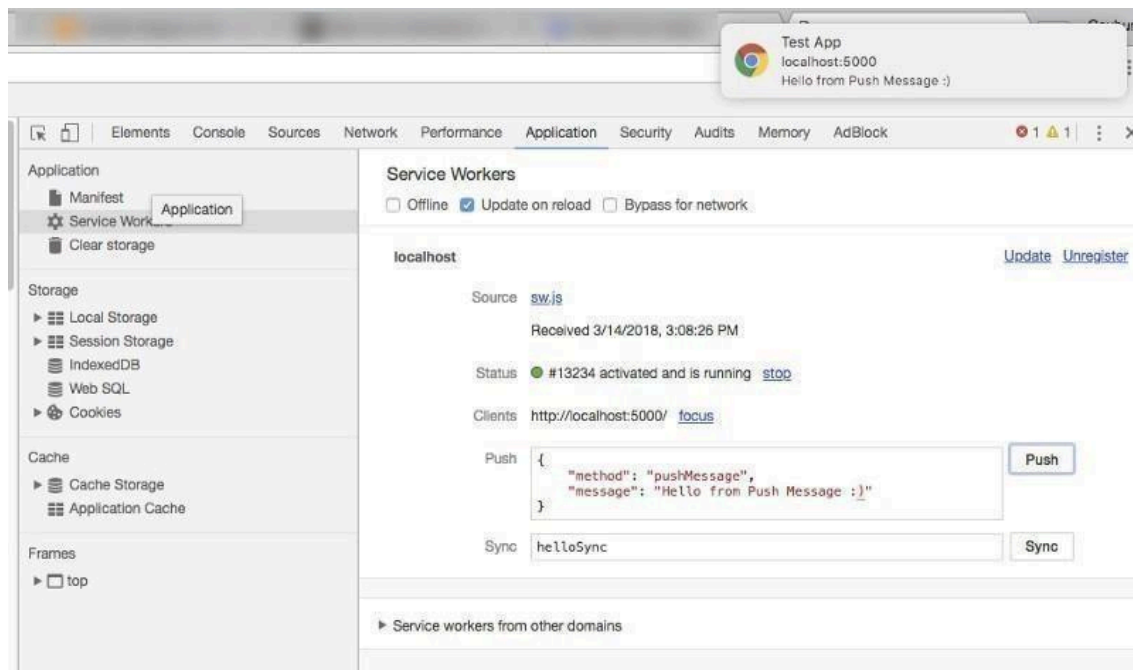 Test App
localhost:5000
Hello from Push Message :)
Elements Console Sources Network Performance Application Security Audits Memory AdBlock 1 1
Application
Manifest
Service Workers
Application
Clear storage
Storage
Local Storage
Session Storage
IndexedDB
Web SQL
Cookies
Cache
Cache Storage
Application Cache
Frames
top
Service Workers
Offline Update on reload Bypass for network
localhost Update Unregister
Source sw.js
Received 3/14/2018, 3:08:26 PM
Status #13234 activated and is running stop
Clients http://localhost:5000/ focus
Push {
"method": "pushMessage",
"message": "Hello from Push Message :)"
}
Push
Sync helloSync Sync
Service workers from other domains